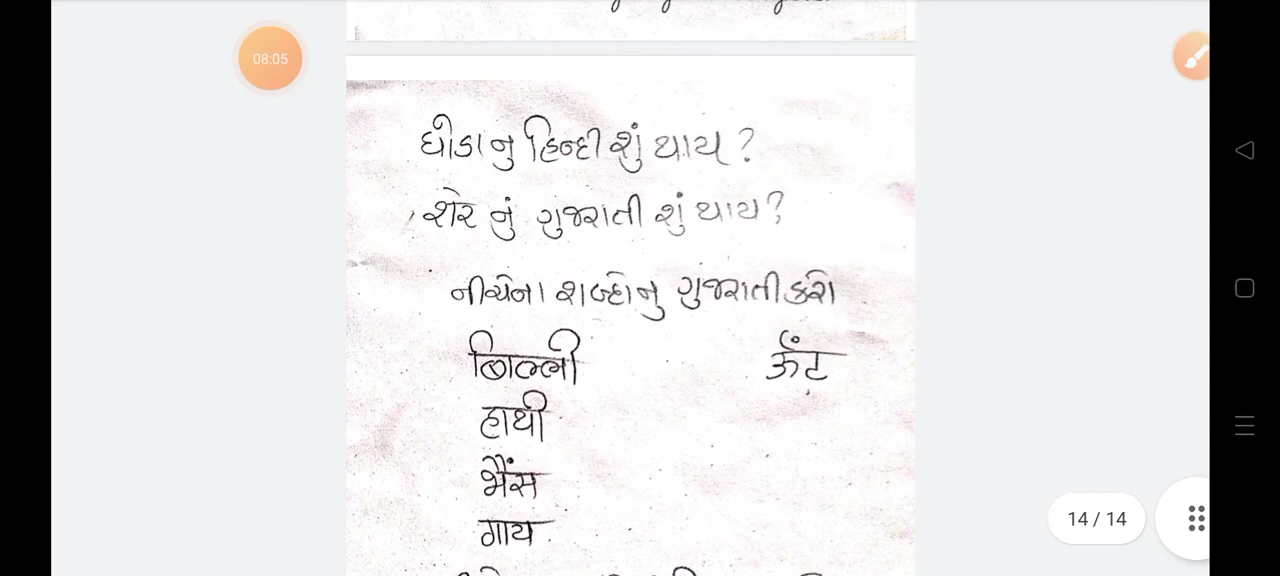 08:05
ઘોડા નુ હિન્દી શું થાય ?
શેર નું ગુજરાતી શું થાય ?
નીચેના શબ્દોનુ ગુજરાતી કરો
बिल्ली ऊँट
हाथी
भैंस
गाय
14 / 14